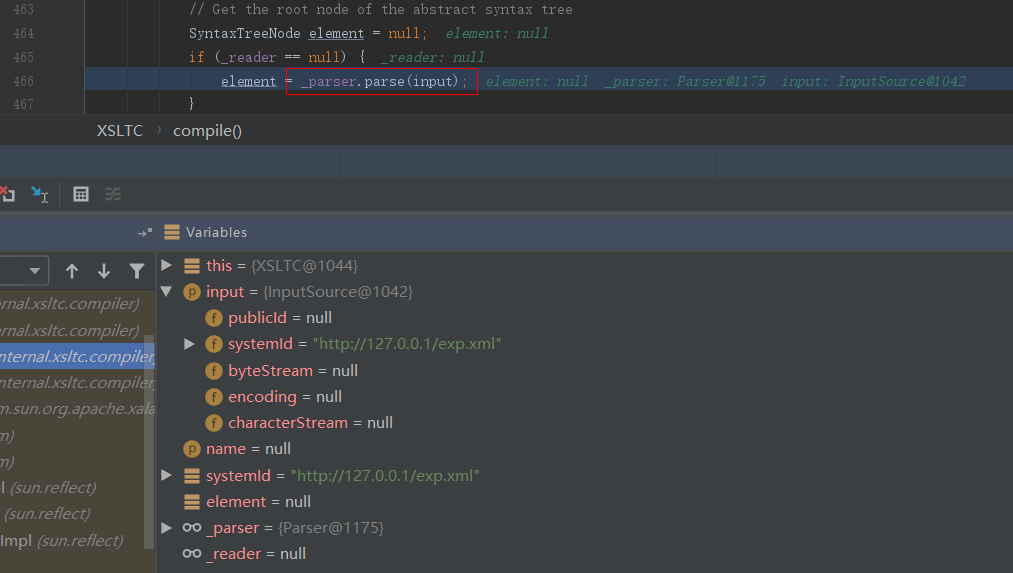 463 // Get the root node of the abstract syntax tree
464 SyntaxTreeNode element = null; element: null
465 if (_reader == null) { _reader: null
466 element = _parser.parse(input); element: null _parser: Parser@1175 input: InputSource@1042
467 }
XSLTC › compile()
Variables
this = {XSLTC@1044}
input = {InputSource@1042}
publicId = null
systemId = "http://127.0.0.1/exp.xml"
byteStream = null
encoding = null
characterStream = null
name = null
systemId = "http://127.0.0.1/exp.xml"
element = null
_parser = {Parser@1175}
_reader = null
rnal.xsltc.compiler)
rnal.xsltc.compiler)
nternal.xsltc.compiler
nternal.xsltc.compiler
m.sun.org.apache.xala
m)
m)
l (sun.reflect)
(sun.reflect)
Impl (sun.reflect)